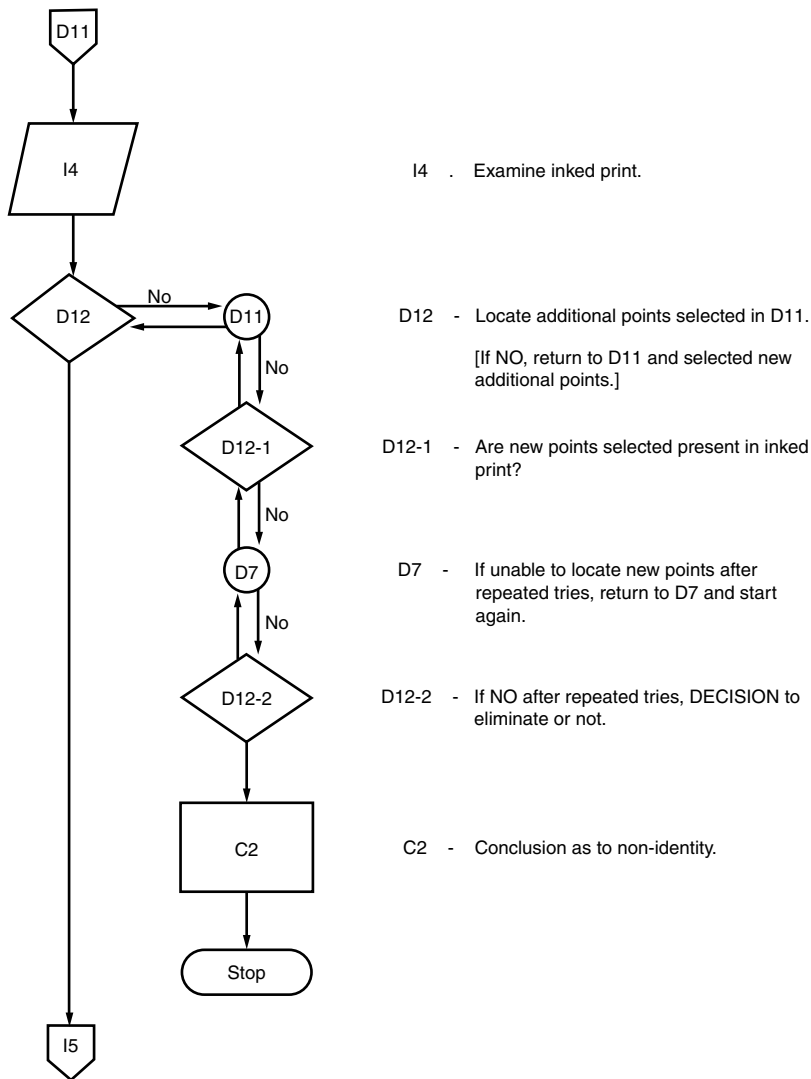 D11
I4
I4 . Examine inked print.
D12
No
D11
D12 - Locate additional points selected in D11.
[If NO, return to D11 and selected new
additional points.]
No
D12-1
D12-1 - Are new points selected present in inked
print?
No
D7
D7 - If unable to locate new points after
repeated tries, return to D7 and start
again.
No
D12-2
D12-2 - If NO after repeated tries, DECISION to
eliminate or not.
C2
C2 - Conclusion as to non-identity.
Stop
I5